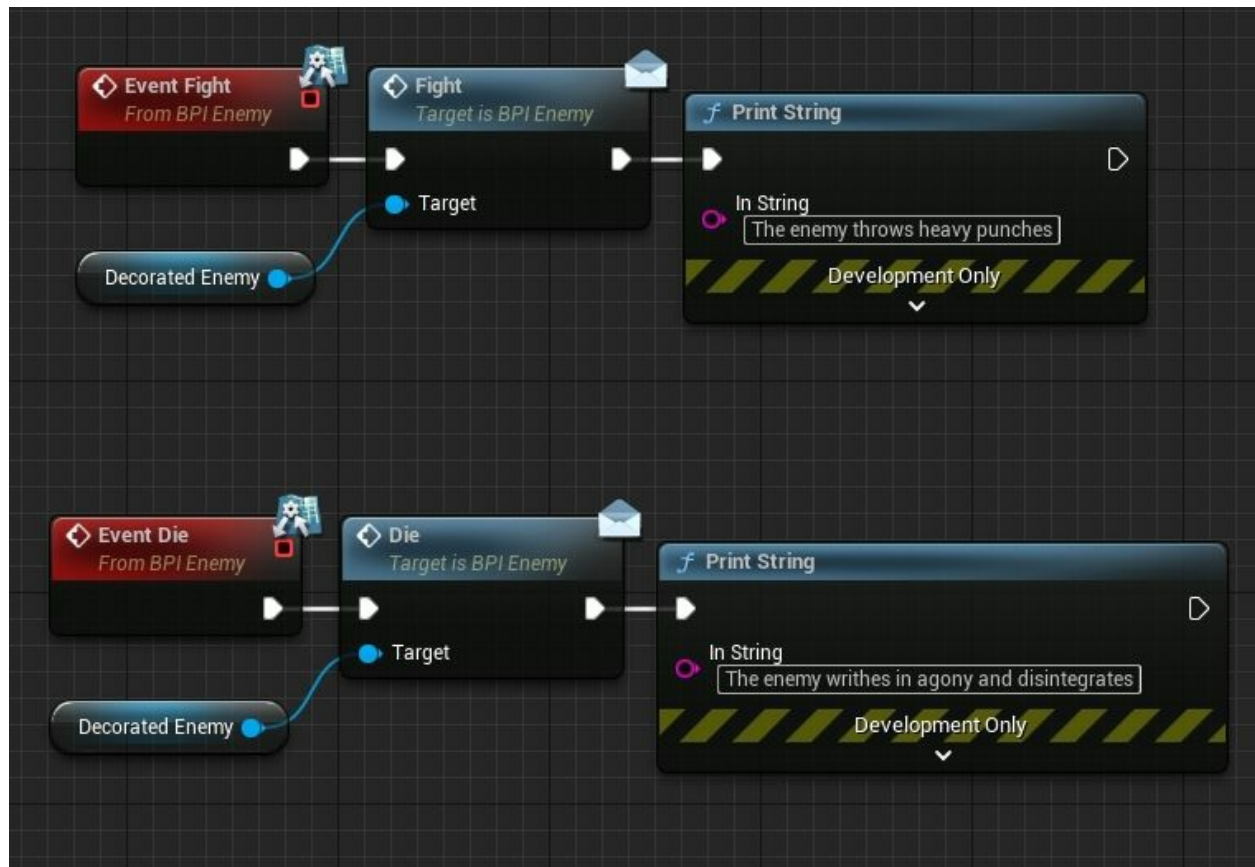 Event Fight
From BPI Enemy
Fight
Target is BPI Enemy
Print String
Target
In String
The enemy throws heavy punches
Decorated Enemy
Development Only
Event Die
From BPI Enemy
Die
Target is BPI Enemy
Print String
Target
In String
The enemy writhes in agony and disintegrates
Decorated Enemy
Development Only